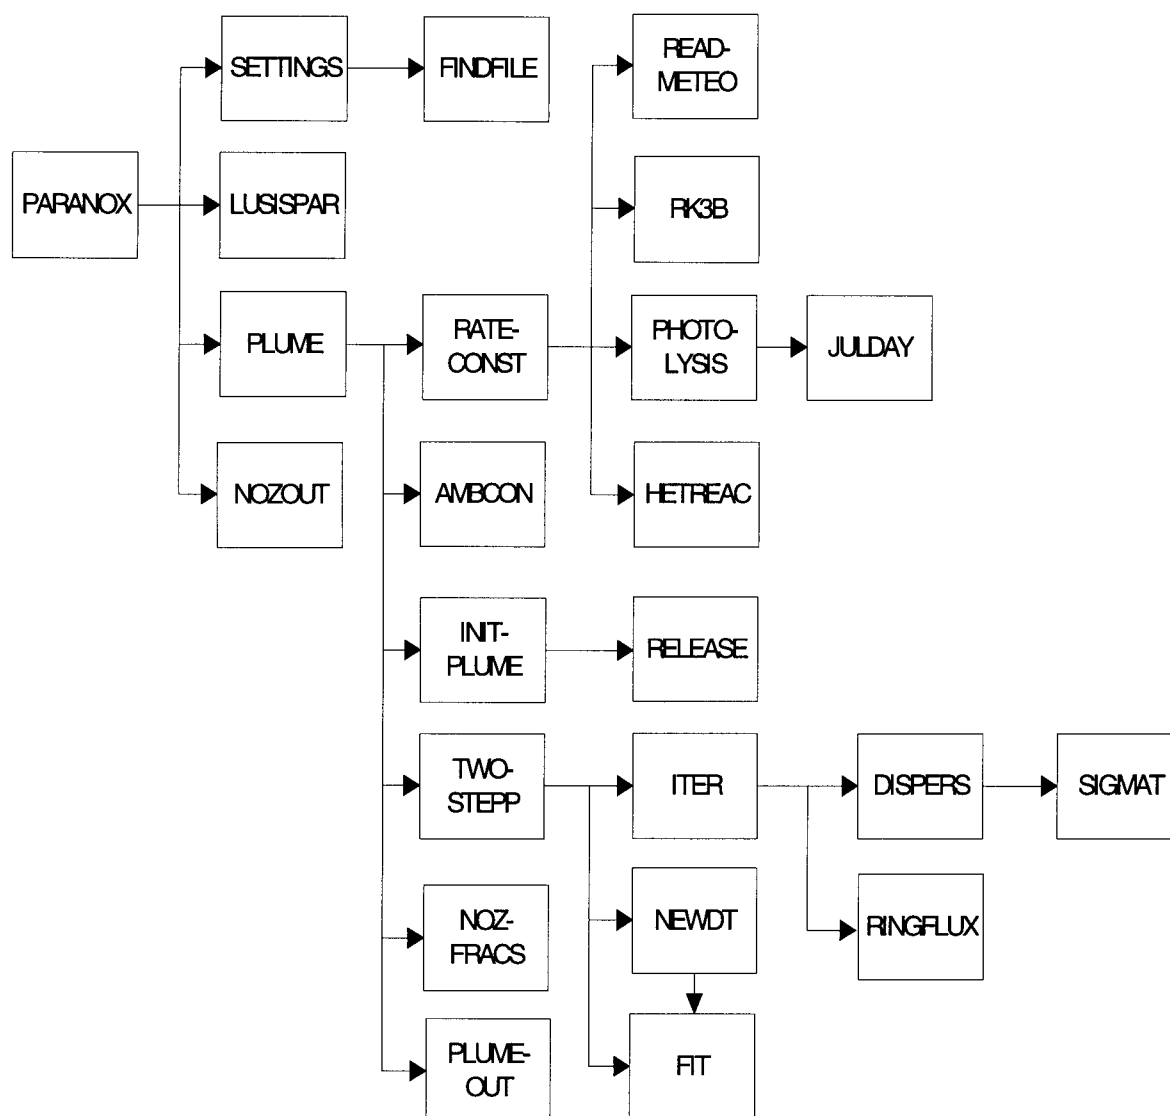 SETTINGS
FINDFILE
READ-
METEO
PARANOX
LUSISPAR
RK3B
PLUME
RATE-
CONST
PHOTO-
LYSIS
JULDAY
NOZOUT
AMBCON
HETREAC
INIT-
PLUME
RELEASE
TWO-
STEPP
ITER
DISPERS
SIGMAT
NOZ-
FRACS
NEWDT
RINGFLUX
PLUME-
OUT
FIT